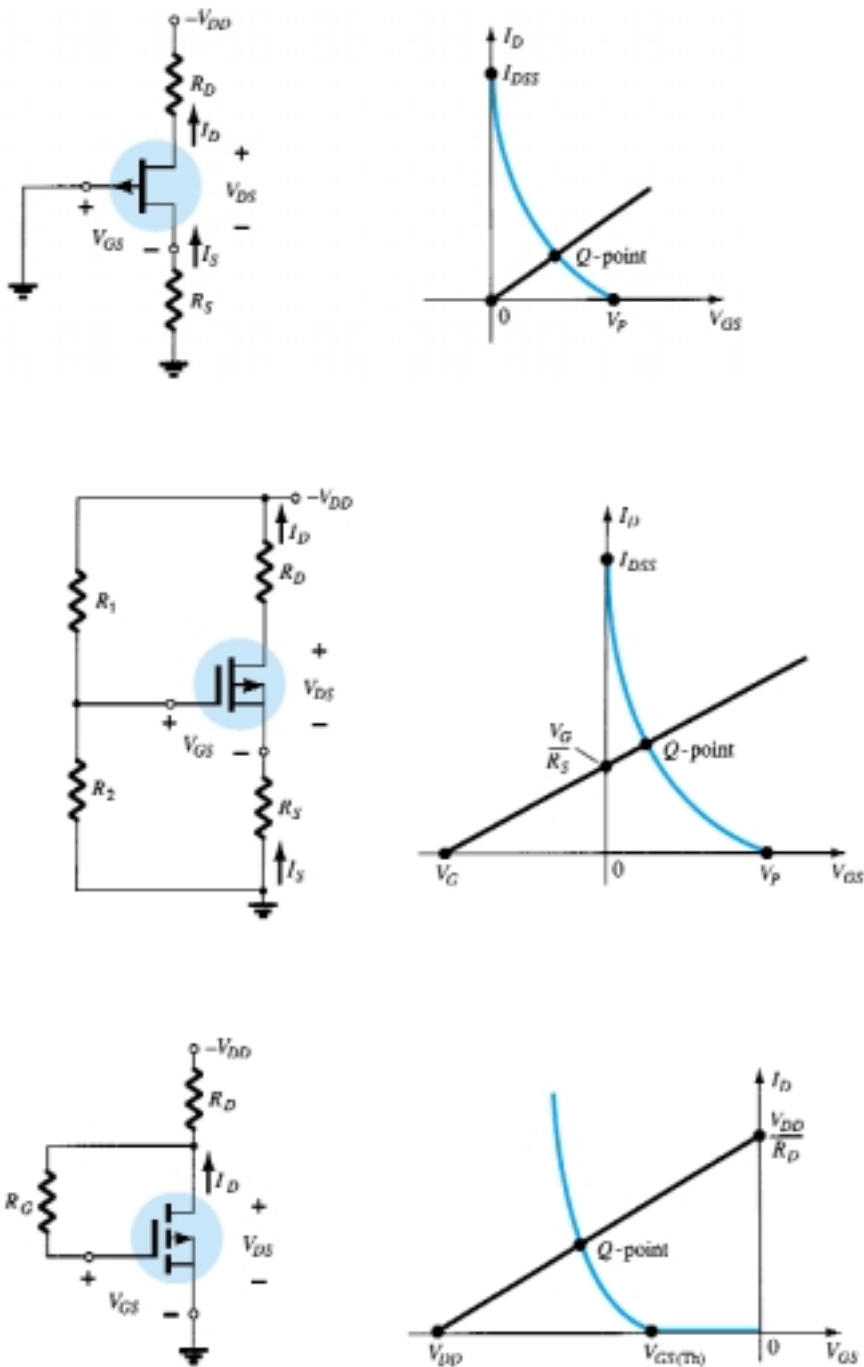 -V_DD
R_D
I_D
+
V_DS
-
+
V_GS
-
I_S
R_S
I_D
I_DSS
Q-point
0
V_P
V_GS
-V_DD
I_D
R_D
R_1
+
V_DS
-
+
V_GS
-
R_2
R_S
I_S
I_D
I_DSS
V_G
R_S
Q-point
V_G
0
V_P
V_GS
-V_DD
R_D
I_D
R_G
+
V_DS
-
+
V_GS
-
I_D
V_DD
R_D
Q-point
V_DD
V_GS(Th)
0
V_GS